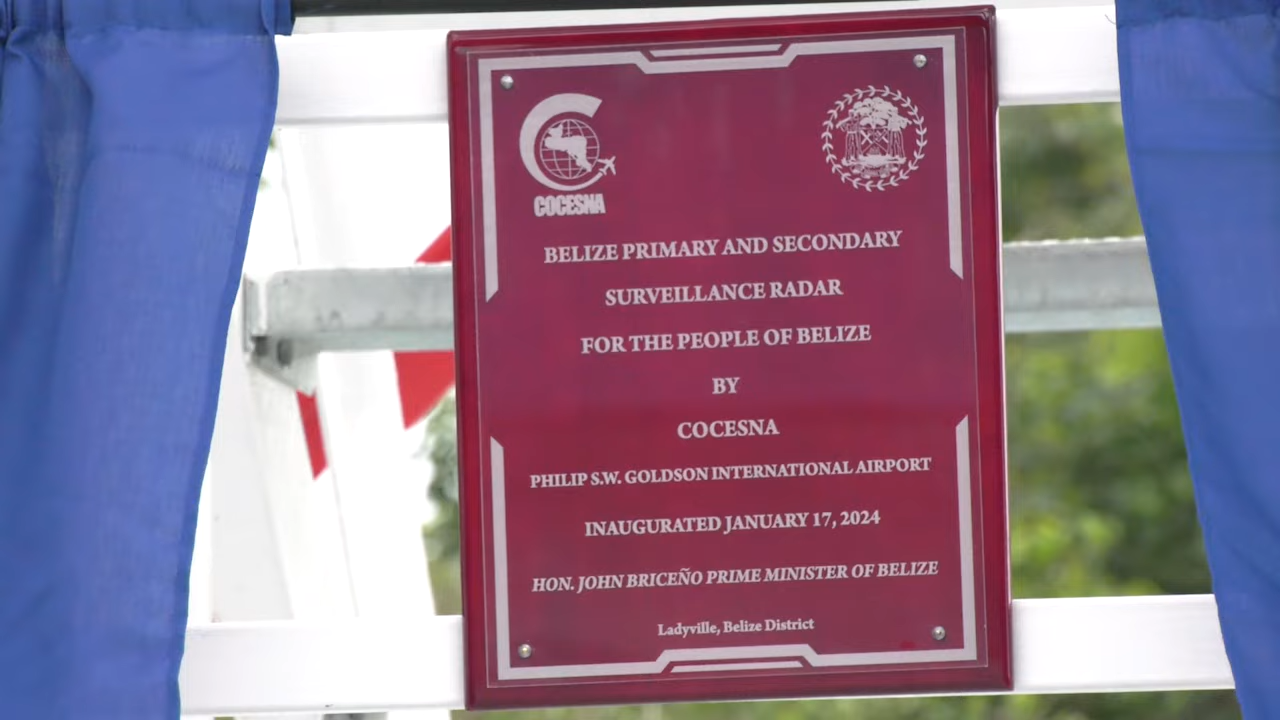 COCESNA
BELIZE PRIMARY AND SECONDARY
SURVEILLANCE RADAR
FOR THE PEOPLE OF BELIZE
BY
COCESNA
PHILIP S.W. GOLDSON INTERNATIONAL AIRPORT
INAUGURATED JANUARY 17, 2024
HON. JOHN BRICEÑO PRIME MINISTER OF BELIZE
Ladyville, Belize District